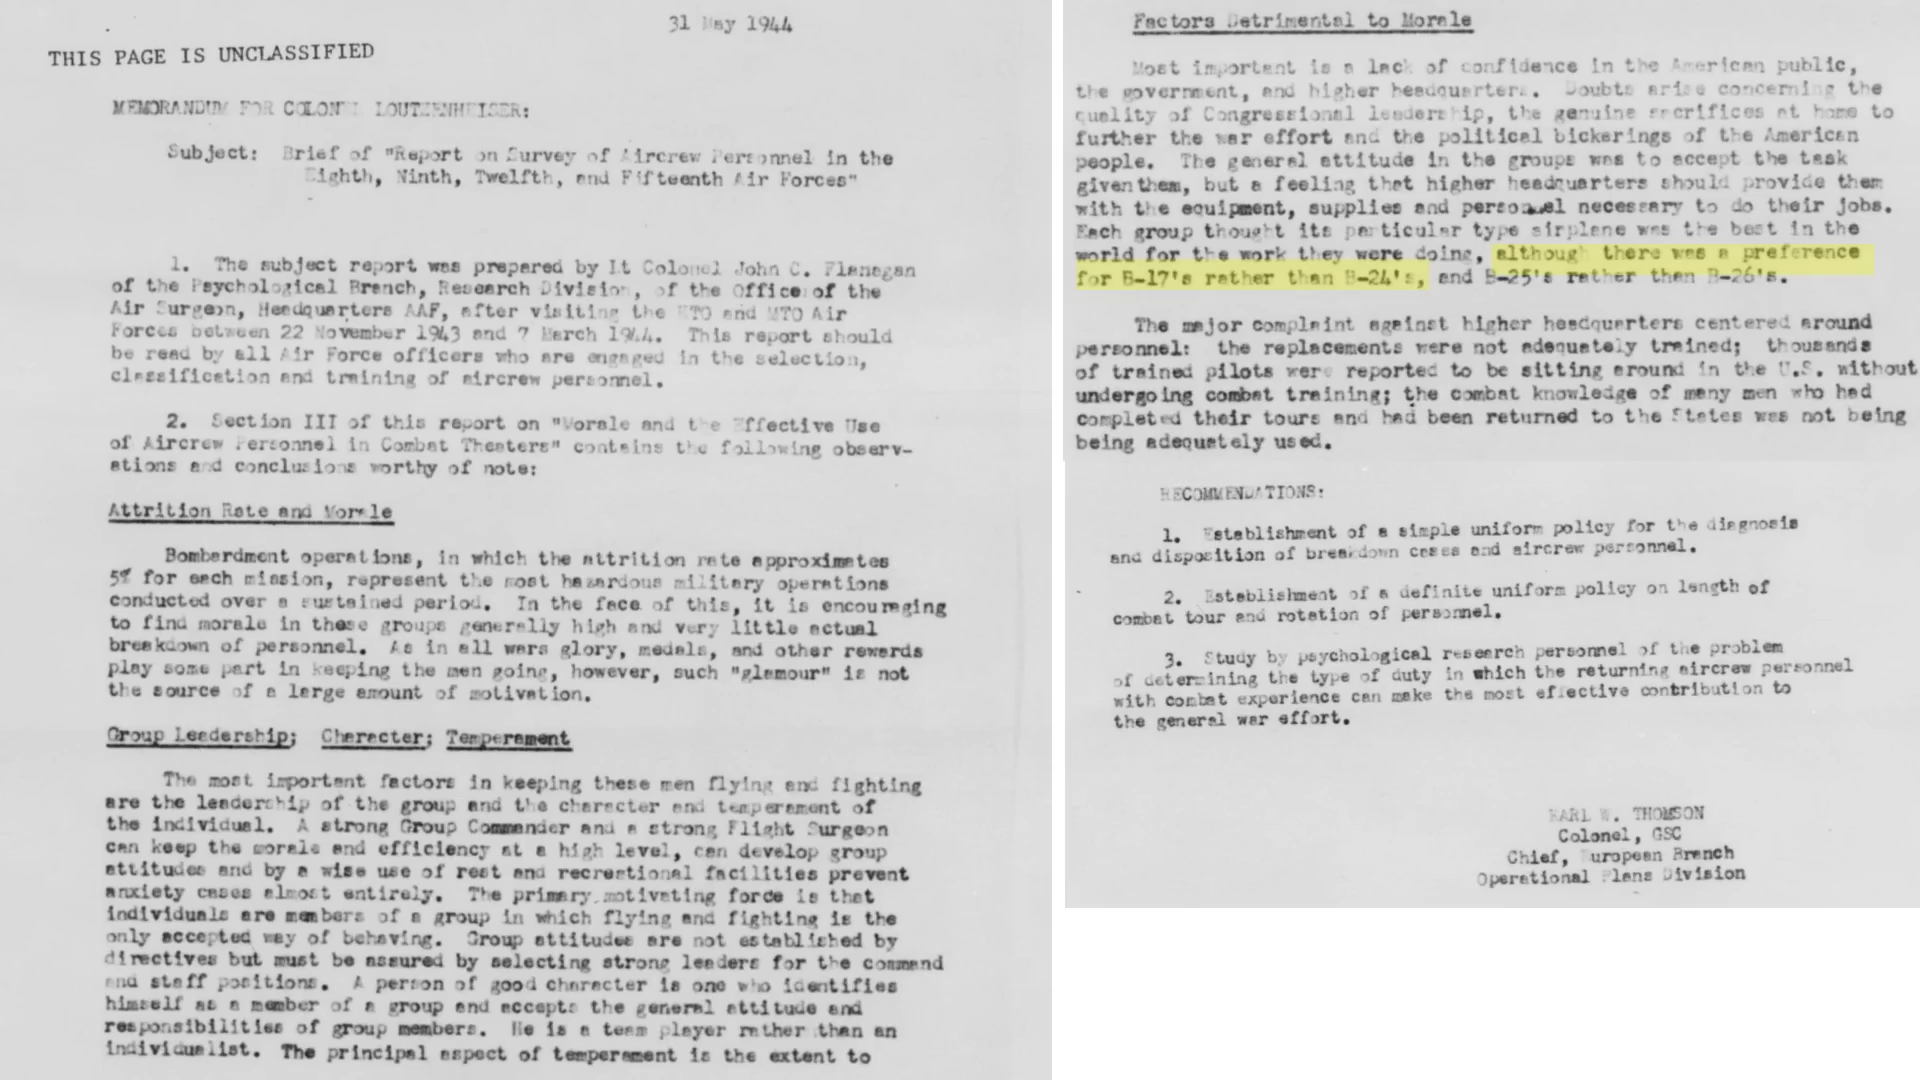 31 May 1944
THIS PAGE IS UNCLASSIFIED
MEMORANDUM FOR COLONEL LOUTZENHEISER:
Subject: Brief of "Report on Survey of Aircrew Personnel in the
Eighth, Ninth, Twelfth, and Fifteenth Air Forces"
1. The subject report was prepared by Lt Colonel John C. Flanagan
of the Psychological Branch, Research Division, of the Office of the
Air Surgeon, Headquarters AAF, after visiting the ETO and MTO Air
Forces between 22 November 1943 and 7 March 1944. This report should
be read by all Air Force officers who are engaged in the selection,
classification and training of aircrew personnel.
2. Section III of this report on "Morale and the Effective Use
of Aircrew Personnel in Combat Theaters" contains the following observ-
ations and conclusions worthy of note:
Attrition Rate and Morale
Bombardment operations, in which the attrition rate approximates
5% for each mission, represent the most hazardous military operations
conducted over a sustained period. In the face of this, it is encouraging
to find morale in these groups generally high and very little actual
breakdown of personnel. As in all wars glory, medals, and other rewards
play some part in keeping the men going, however, such "glamour" is not
the source of a large amount of motivation.
Group Leadership; Character; Temperament
The most important factors in keeping these men flying and fighting
are the leadership of the group and the character and temperament of
the individual. A strong Group Commander and a strong Flight Surgeon
can keep the morale and efficiency at a high level, can develop group
attitudes and by a wise use of rest and recreational facilities prevent
anxiety cases almost entirely. The primary motivating force is that
individuals are members of a group in which flying and fighting is the
only accepted way of behaving. Group attitudes are not established by
directives but must be assured by selecting strong leaders for the command
and staff positions. A person of good character is one who identifies
himself as a member of a group and accepts the general attitude and
responsibilities of group members. He is a team player rather than an
individualist. The principal aspect of temperament is the extent to
Factors Detrimental to Morale
Most important is a lack of confidence in the American public,
the government, and higher headquarters. Doubts arise concerning the
quality of Congressional leadership, the genuine sacrifices at home to
further the war effort and the political bickerings of the American
people. The general attitude in the groups was to accept the task
given them, but a feeling that higher headquarters should provide them
with the equipment, supplies and personnel necessary to do their jobs.
Each group thought its particular type airplane was the best in the
world for the work they were doing, although there was a preference
for B-17's rather than B-24's, and B-25's rather than B-26's.
The major complaint against higher headquarters centered around
personnel: the replacements were not adequately trained; thousands
of trained pilots were reported to be sitting around in the U.S. without
undergoing combat training; the combat knowledge of many men who had
completed their tours and had been returned to the States was not being
being adequately used.
RECOMMENDATIONS:
1. Establishment of a simple uniform policy for the diagnosis
and disposition of breakdown cases and aircrew personnel.
2. Establishment of a definite uniform policy on length of
combat tour and rotation of personnel.
3. Study by psychological research personnel of the problem
of determining the type of duty in which the returning aircrew personnel
with combat experience can make the most effective contribution to
the general war effort.
EARL W. THOMSON
Colonel, GSC
Chief, European Branch
Operational Plans Division